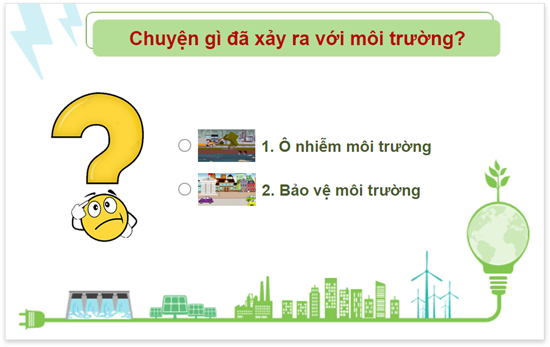 Chuyện gì đã xảy ra với môi trường?
1. Ô nhiễm môi trường
2. Bảo vệ môi trường